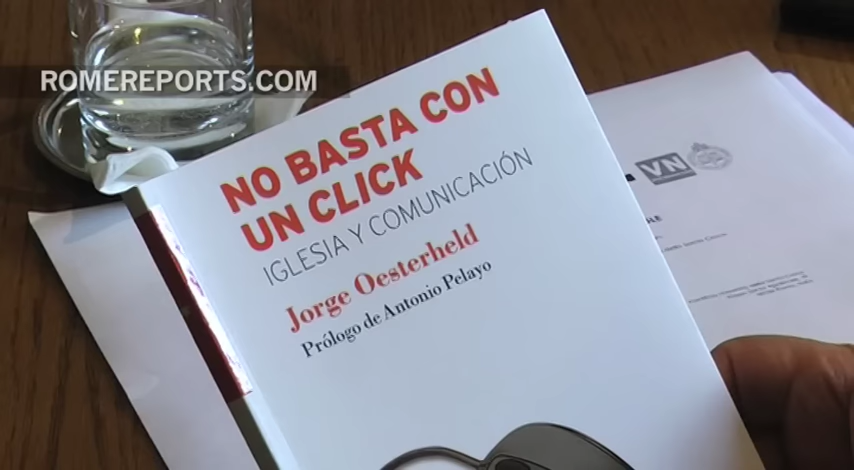 ROMEREPORTS.COM
NO BASTA CON
UN CLICK
IGLESIA Y COMUNICACIÓN
Jorge Oesterheld
Prólogo de Antonio Pelayo
VN